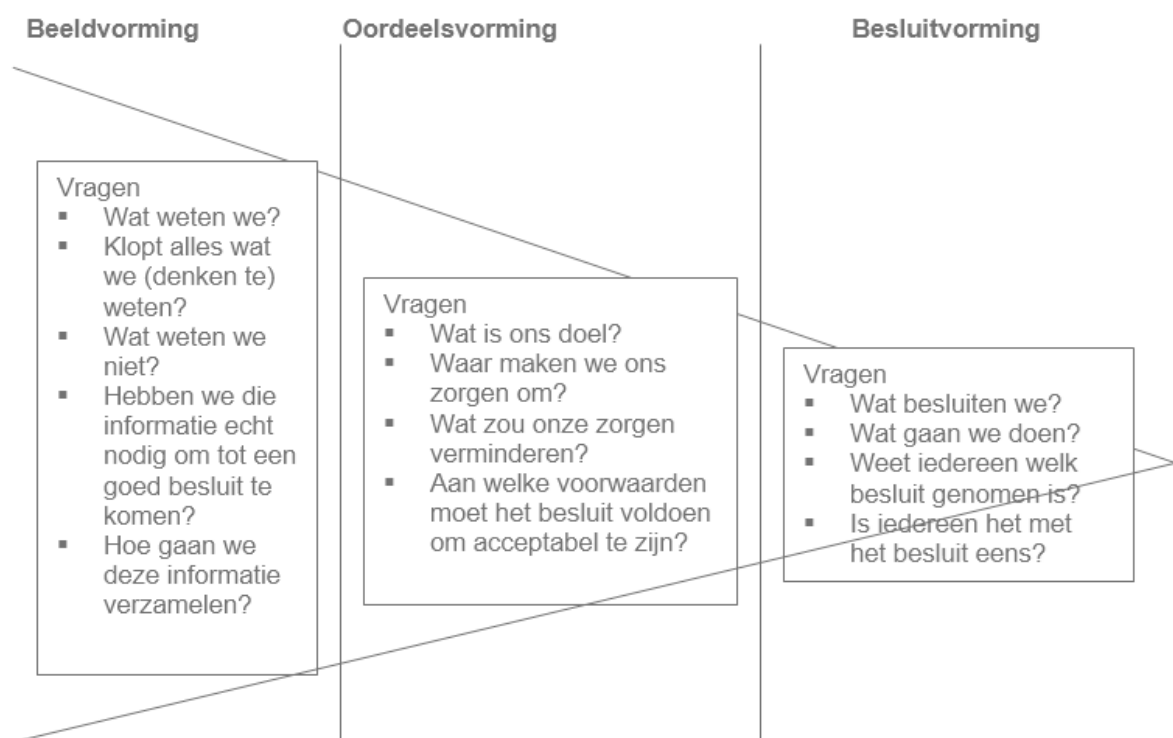 Beeldvorming
Oordeelsvorming
Besluitvorming
Vragen
▪ Wat weten we?
▪ Klopt alles wat
we (denken te)
weten?
▪ Wat weten we
niet?
▪ Hebben we die
informatie echt
nodig om tot een
goed besluit te
komen?
▪ Hoe gaan we
deze informatie
verzamelen?
Vragen
▪ Wat is ons doel?
▪ Waar maken we ons
zorgen om?
▪ Wat zou onze zorgen
verminderen?
▪ Aan welke voorwaarden
moet het besluit voldoen
om acceptabel te zijn?
Vragen
▪ Wat besluiten we?
▪ Wat gaan we doen?
▪ Weet iedereen welk
besluit genomen is?
▪ Is iedereen het met
het besluit eens?